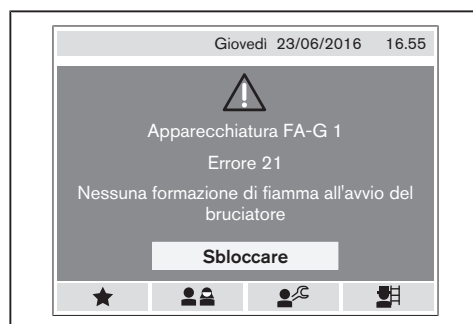 Giovedì 23/06/2016 16.55
Apparecchiatura FA-G 1
Errore 21
Nessuna formazione di fiamma all'avvio del
bruciatore
Sbloccare